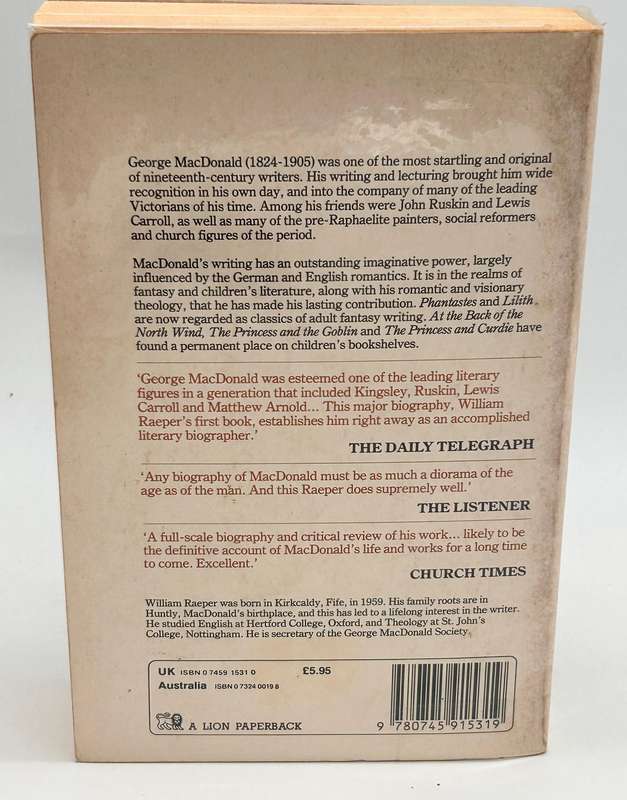 George MacDonald (1824-1905) was one of the most startling and original
of nineteenth-century writers. His writing and lecturing brought him wide
recognition in his own day, and into the company of many of the leading
Victorians of his time. Among his friends were John Ruskin and Lewis
Carroll, as well as many of the pre-Raphaelite painters, social reformers
and church figures of the period.
MacDonald's writing has an outstanding imaginative power, largely
influenced by the German and English romantics. It is in the realms of
fantasy and children's literature, along with his romantic and visionary
theology, that he has made his lasting contribution. Phantastes and Lilith
are now regarded as classics of adult fantasy writing. At the Back of the
North Wind, The Princess and the Goblin and The Princess and Curdie have
found a permanent place on children's bookshelves.
'George MacDonald was esteemed one of the leading literary
figures in a generation that included Kingsley, Ruskin, Lewis
Carroll and Matthew Arnold... This major biography, William
Raeper's first book, establishes him right away as an accomplished
literary biographer.'
THE DAILY TELEGRAPH
'Any biography of MacDonald must be as much a diorama of the
age as of the man. And this Raeper does supremely well.'
THE LISTENER
'A full-scale biography and critical review of his work... likely to be
the definitive account of MacDonald's life and works for a long time
to come. Excellent.'
CHURCH TIMES
William Raeper was born in Kirkcaldy, Fife, in 1959. His family roots are in
Huntly, MacDonald's birthplace, and this has led to a lifelong interest in the writer.
He studied English at Hertford College, Oxford, and Theology at St. John's
College, Nottingham. He is secretary of the George MacDonald Society.
UK ISBN 0 7459 1531 0 £5.95
Australia ISBN 0 7324 0019 8
A LION PAPERBACK
9 780745 915319